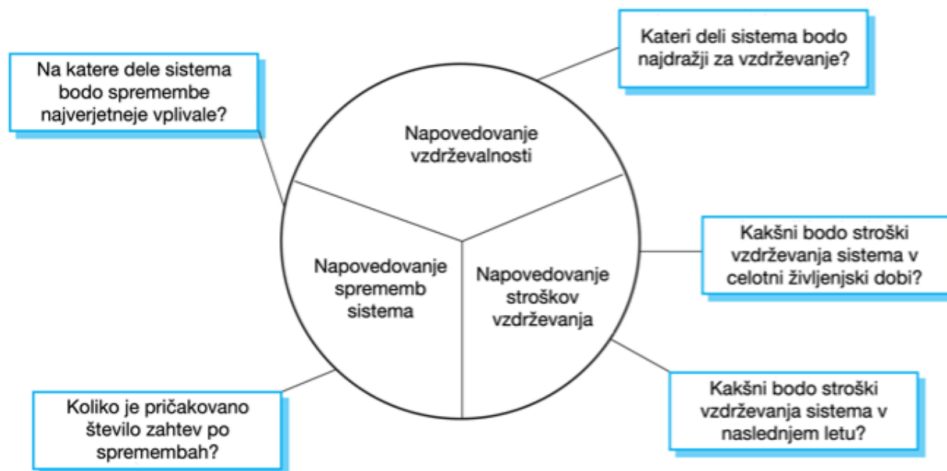 Kateri deli sistema bodo
najdražji za vzdrževanje?
Na katere dele sistema
bodo spremembe
najverjetneje vplivale?
Napovedovanje
vzdrževalnosti
Napovedovanje
sprememb
sistema
Napovedovanje
stroškov
vzdrževanja
Kakšni bodo stroški
vzdrževanja sistema v
celotni življenjski dobi?
Koliko je pričakovano
število zahtev po
spremembah?
Kakšni bodo stroški
vzdrževanja sistema v
naslednjem letu?